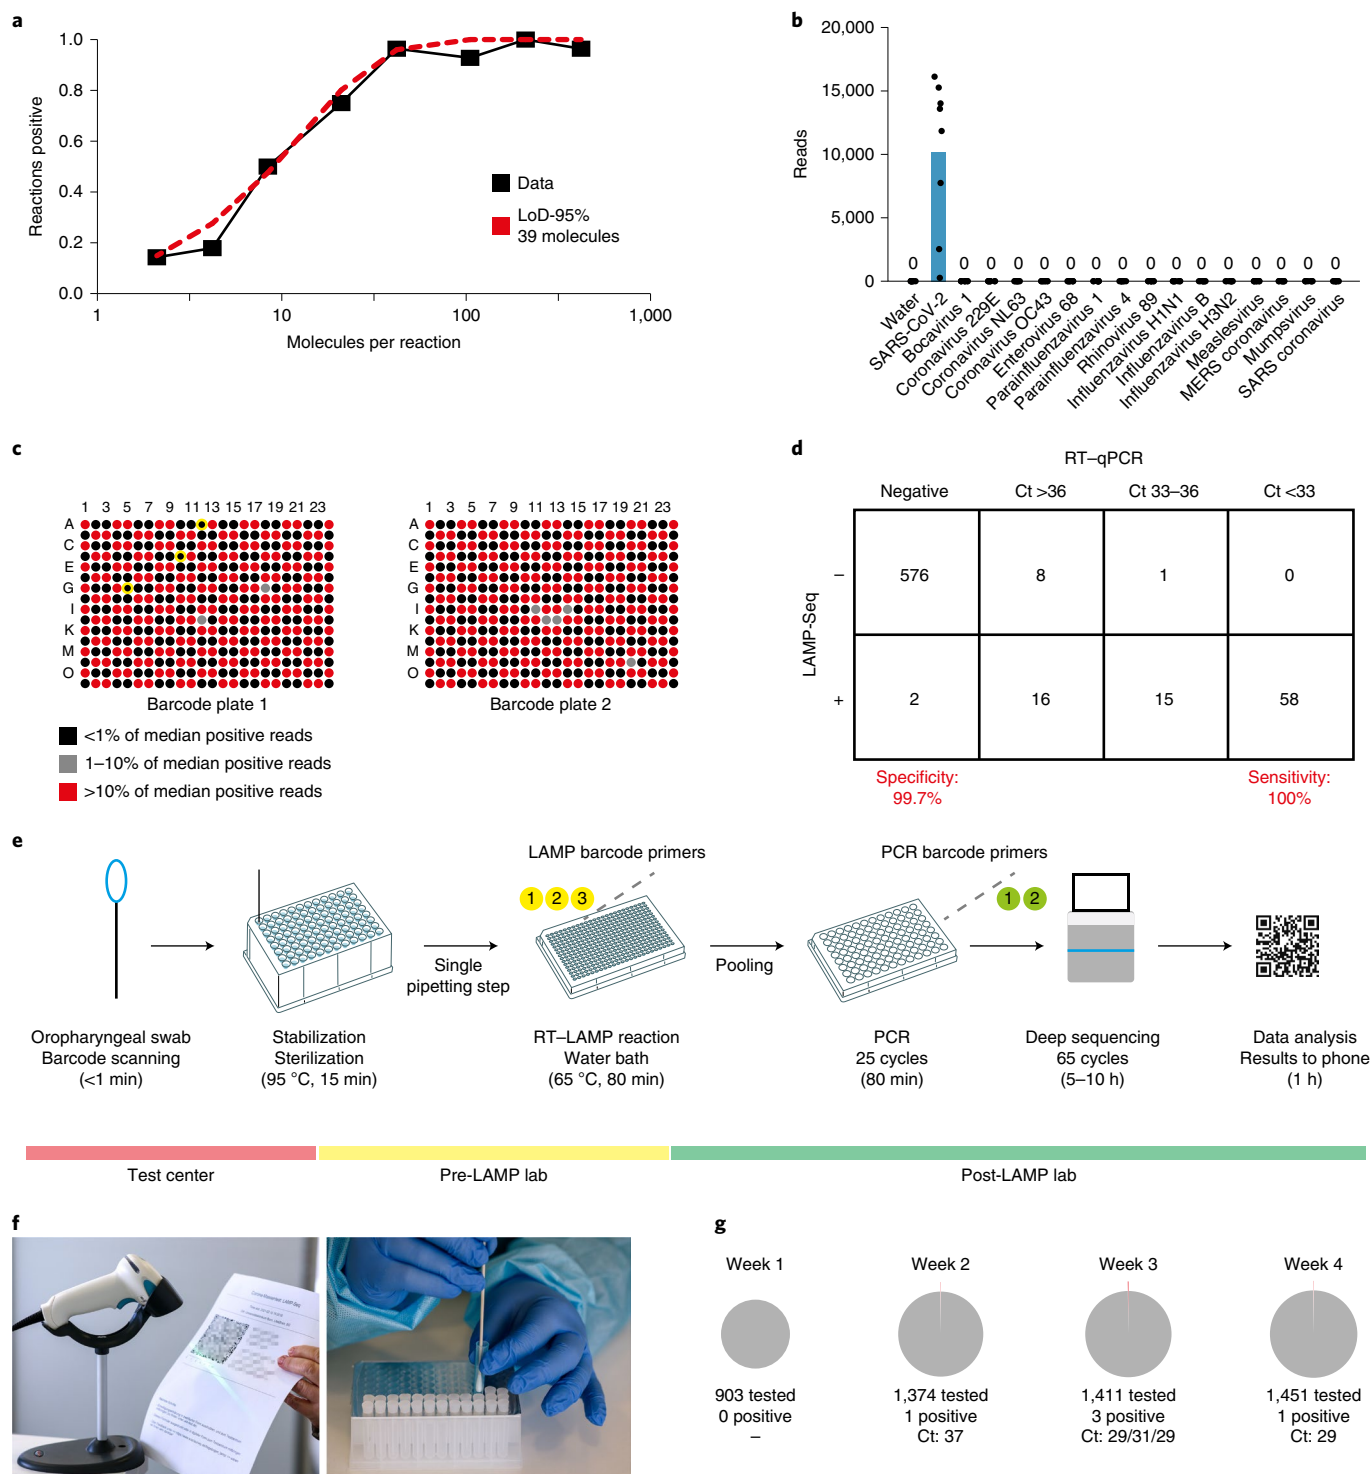 a
1.0
0.8
0.6
0.4
0.2
0.0
Reactions positive
1
10
100
1,000
Molecules per reaction
Data
LoD-95%
39 molecules
b
20,000
15,000
10,000
5,000
0
Reads
0 0 0 0 0 0 0 0 0 0 0 0 0 0 0 0
Water
SARS-CoV-2
Bocavirus 1
Coronavirus 229E
Coronavirus NL63
Coronavirus OC43
Enterovirus 68
Parainfluenzavirus 1
Parainfluenzavirus 4
Rhinovirus 89
Influenzavirus H1N1
Influenzavirus B
Influenzavirus H3N2
Measlesvirus
MERS coronavirus
Mumpsvirus
SARS coronavirus
c
1 3 5 7 9 11 13 15 17 19 21 23
A
C
E
G
I
K
M
O
Barcode plate 1
1 3 5 7 9 11 13 15 17 19 21 23
A
C
E
G
I
K
M
O
Barcode plate 2
<1% of median positive reads
1–10% of median positive reads
>10% of median positive reads
d
RT–qPCR
Negative Ct >36 Ct 33–36 Ct <33
LAMP-Seq
– 576 8 1 0
+ 2 16 15 58
Specificity:
99.7%
Sensitivity:
100%
e
LAMP barcode primers
1 2 3
PCR barcode primers
1 2
Single
pipetting step
Pooling
Oropharyngeal swab
Barcode scanning
(<1 min)
Stabilization
Sterilization
(95 °C, 15 min)
RT–LAMP reaction
Water bath
(65 °C, 80 min)
PCR
25 cycles
(80 min)
Deep sequencing
65 cycles
(5–10 h)
Data analysis
Results to phone
(1 h)
Test center
Pre-LAMP lab
Post-LAMP lab
f
g
Week 1
903 tested
0 positive
–
Week 2
1,374 tested
1 positive
Ct: 37
Week 3
1,411 tested
3 positive
Ct: 29/31/29
Week 4
1,451 tested
1 positive
Ct: 29